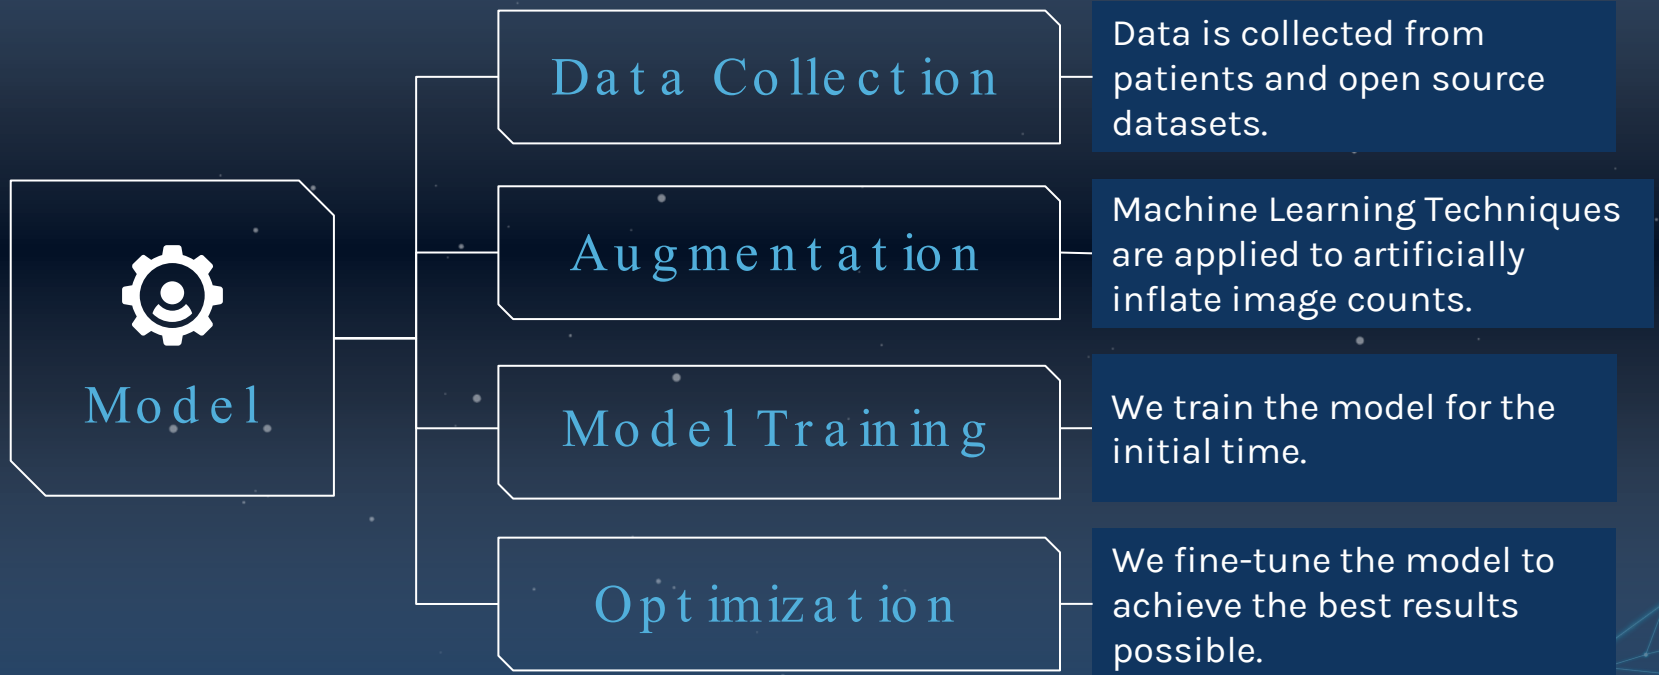 Model
Data Collection
Data is collected from
patients and open source
datasets.
Augmentation
Machine Learning Techniques
are applied to artificially
inflate image counts.
Model Training
We train the model for the
initial time.
Optimization
We fine-tune the model to
achieve the best results
possible.